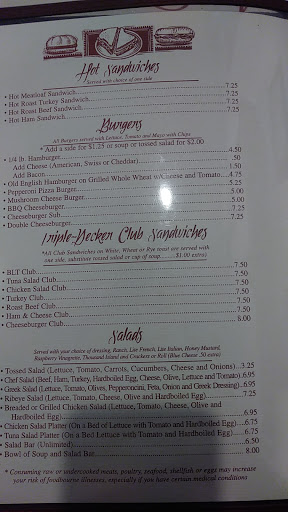 Hot Sandwiches
Served with choice of one side
• Hot Meatloaf Sandwich 7.25
• Hot Roast Turkey Sandwich 7.25
• Hot Roast Beef Sandwich 7.25
• Hot Ham Sandwich 7.25
Burgers
All Burgers served with Lettuce, Tomato and Mayo with Chips
* Add a side for $1.25 or soup or tossed salad for $2.00
• 1/4 lb. Hamburger 4.50
Add Cheese (American, Swiss or Cheddar) .50
Add Bacon 1.50
• Old English Hamburger on Grilled Whole Wheat w/Cheese and Tomato 4.75
• Pepperoni Pizza Burger 5.25
• Mushroom Cheese Burger 5.00
• BBQ Cheeseburger 5.00
• Cheeseburger Sub 7.25
• Double Cheeseburger 7.25
Triple-Decker Club Sandwiches
*All Club Sandwiches on White, Wheat or Rye toast are served with
one side, substitute tossed salad or cup of soup $1.00 extra)
• BLT Club 7.50
• Tuna Salad Club 7.50
• Chicken Salad Club 7.50
• Turkey Club 7.50
• Roast Beef Club 7.50
• Ham & Cheese Club 7.50
• Cheeseburger Club 8.00
Salads
Served with your choice of dressing, Ranch, Lite French, Lite Italian, Honey Mustard,
Raspberry Vinagrette, Thousand Island and Crackers or Roll (Blue Cheese .50 extra)
• Tossed Salad (Lettuce, Tomato, Carrots, Cucumbers, Cheese and Onions) 3.25
• Chef Salad (Beef, Ham, Turkey, Hardboiled Egg, Cheese, Olive, Lettuce and Tomato) 6.95
• Greek Salad (Lettuce, Tomato, Olives, Pepperoncini, Feta, Onion and Greek Dressing) 6.95
• Ribeye Salad (Lettuce, Tomato, Cheese, Olive and Hardboiled Egg) 7.25
• Breaded or Grilled Chicken Salad (Lettuce, Tomato, Cheese, Olive and
Hardboiled Egg) 6.95
• Chicken Salad Platter (On a Bed of Lettuce with Tomato and Hardboiled Egg) 6.75
• Tuna Salad Platter (On a Bed Lettuce with Tomato and Hardboiled Egg) 6.75
• Salad Bar (Unlimited) 6.50
• Bowl of Soup and Salad Bar 8.00
* Consuming raw or undercooked meats, poultry, seafood, shellfish or eggs may increase
your risk of foodbourne illnesses, especially if you have certain medical conditions